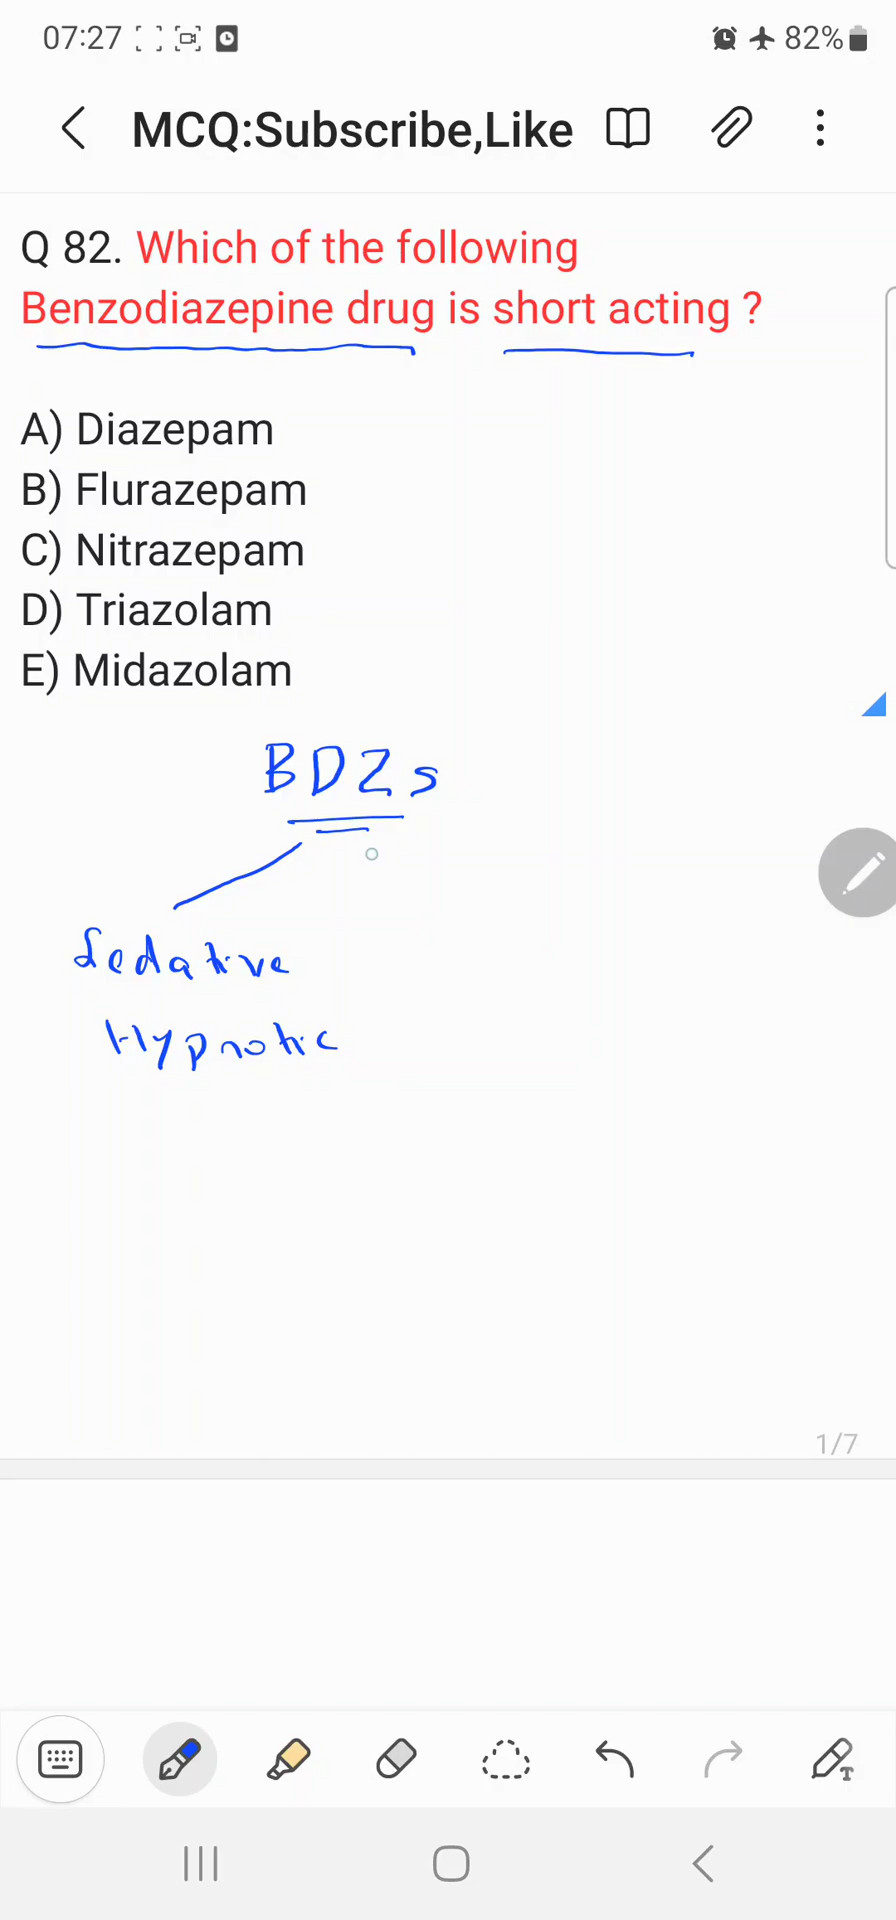 07:27
82%
MCQ:Subscribe,Like
Q 82. Which of the following
Benzodiazepine drug is short acting ?
A) Diazepam
B) Flurazepam
C) Nitrazepam
D) Triazolam
E) Midazolam
BDZs
Sedative
Hypnotic
1/7
T